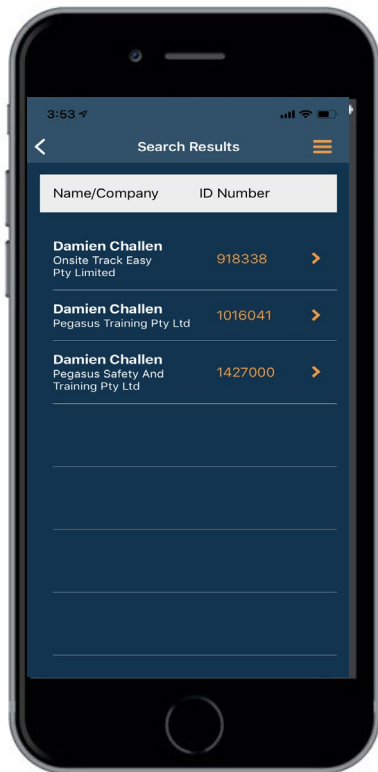 3:53
Search Results
Name/Company ID Number
Damien Challen
Onsite Track Easy
Pty Limited
918338
Damien Challen
Pegasus Training Pty Ltd
1016041
Damien Challen
Pegasus Safety And
Training Pty Ltd
1427000